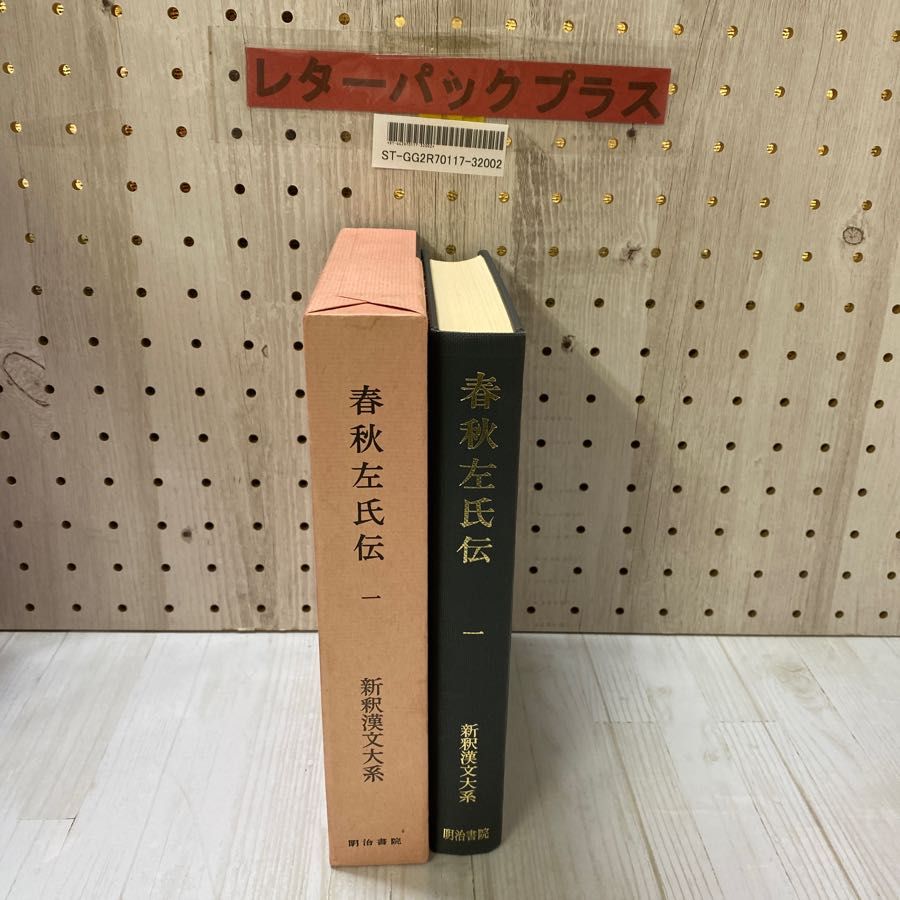 レターパックプラス
ST-GG2R70117-32002
春秋左氏伝
一
新釈漢文大系
明治書院
春秋左氏伝
一
新釈漢文大系
明治書院